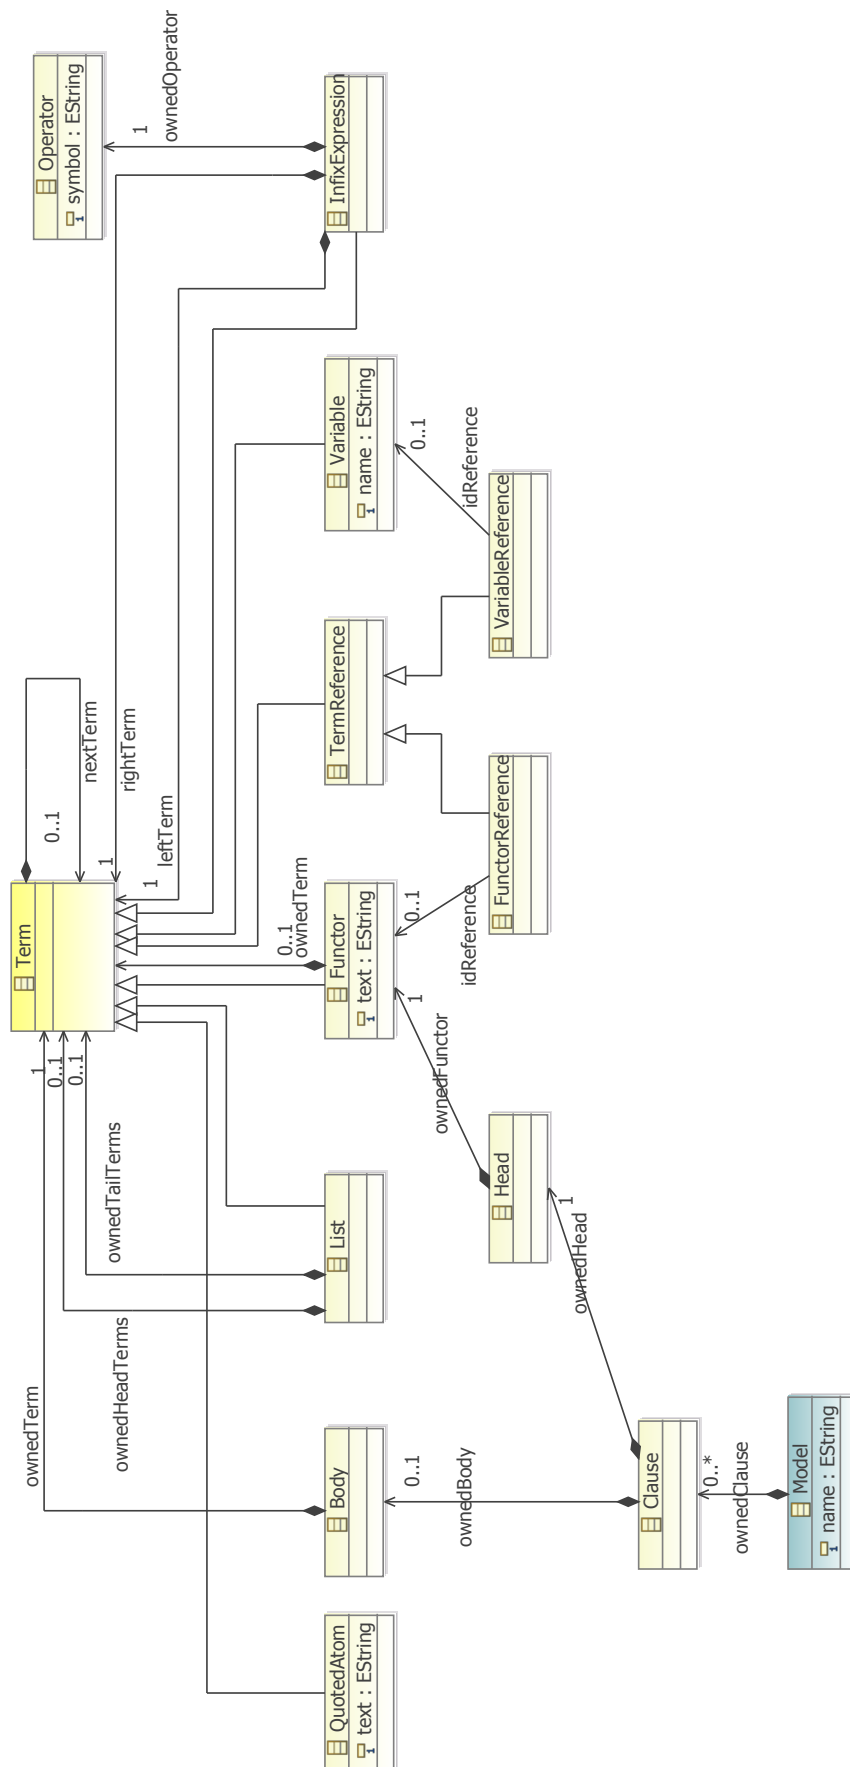 Operator
symbol : EString
1
ownedOperator
InfixExpression
Variable
name : EString
0..1
idReference
VariableReference
TermReference
nextTerm
0..1
rightTerm
1
leftTerm
1
Term
0..1
ownedTerm
Functor
text : EString
0..1
idReference
FunctorReference
1
ownedFunctor
1
0..1
0..1
ownedTailTerms
List
Head
1
ownedHead
ownedHeadTerms
ownedTerm
Body
0..1
ownedBody
Clause
0..*
ownedClause
Model
name : EString
QuotedAtom
text : EString